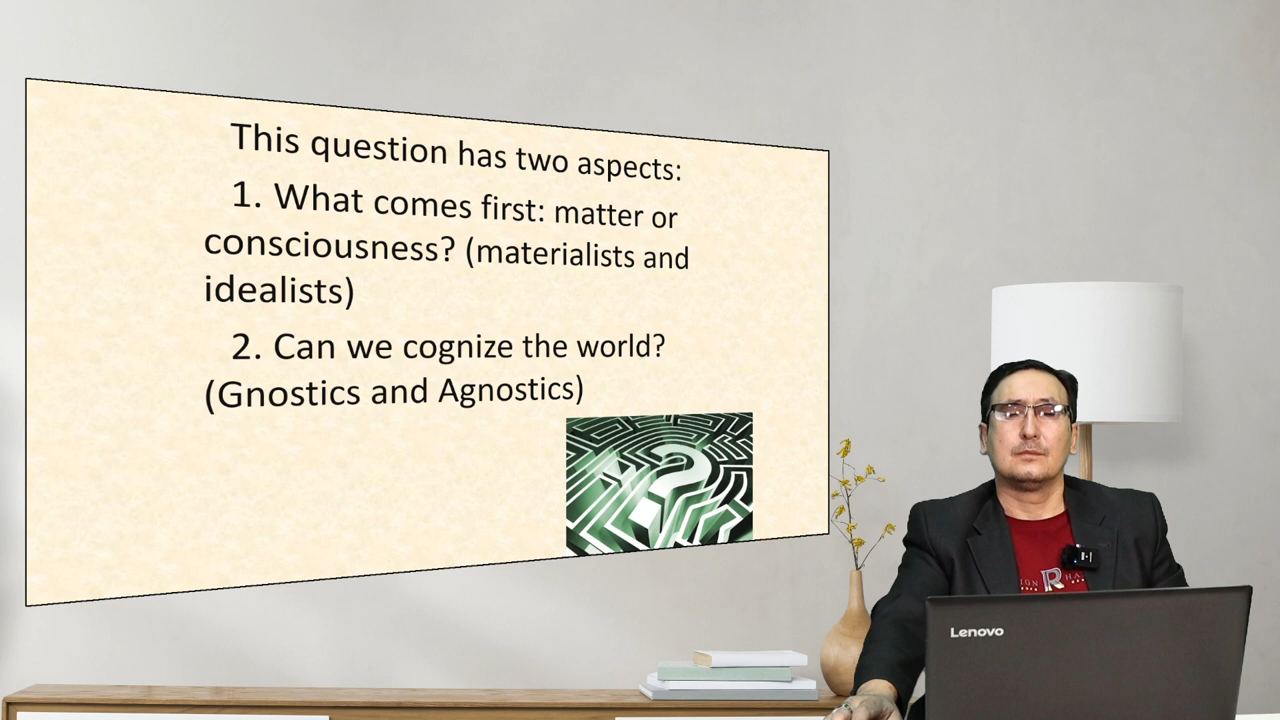 This question has two aspects:
1. What comes first: matter or
consciousness? (materialists and
idealists)
2. Can we cognize the world?
(Gnostics and Agnostics)
R
Lenovo